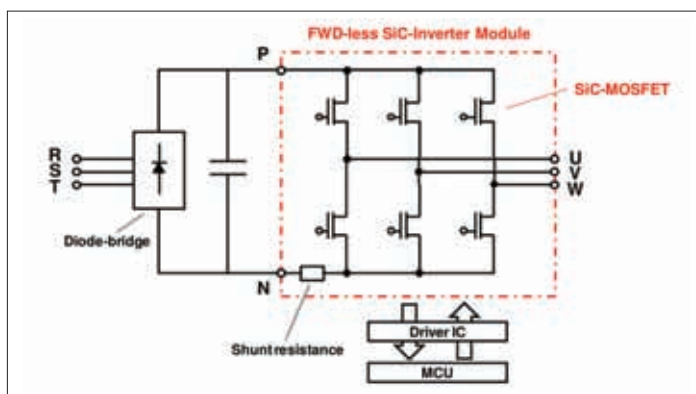 FWD-less SiC-Inverter Module
P
SiC-MOSFET
R
S
T
U
V
W
Diode-bridge
N
Shunt resistance
Driver IC
MCU